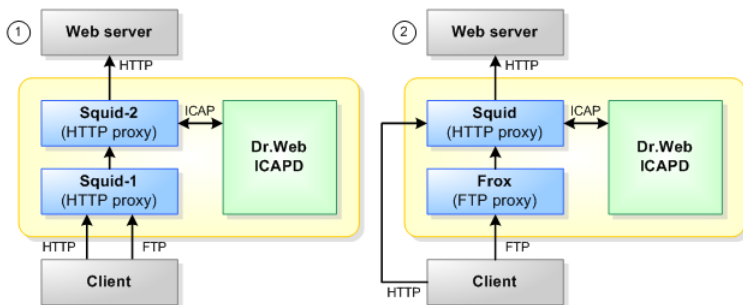 1
Web server
HTTP
Squid-2
(HTTP proxy)
ICAP
Dr.Web
ICAPD
Squid-1
(HTTP proxy)
HTTP
FTP
Client
2
Web server
HTTP
Squid
(HTTP proxy)
ICAP
Dr.Web
ICAPD
Frox
(FTP proxy)
FTP
HTTP
Client